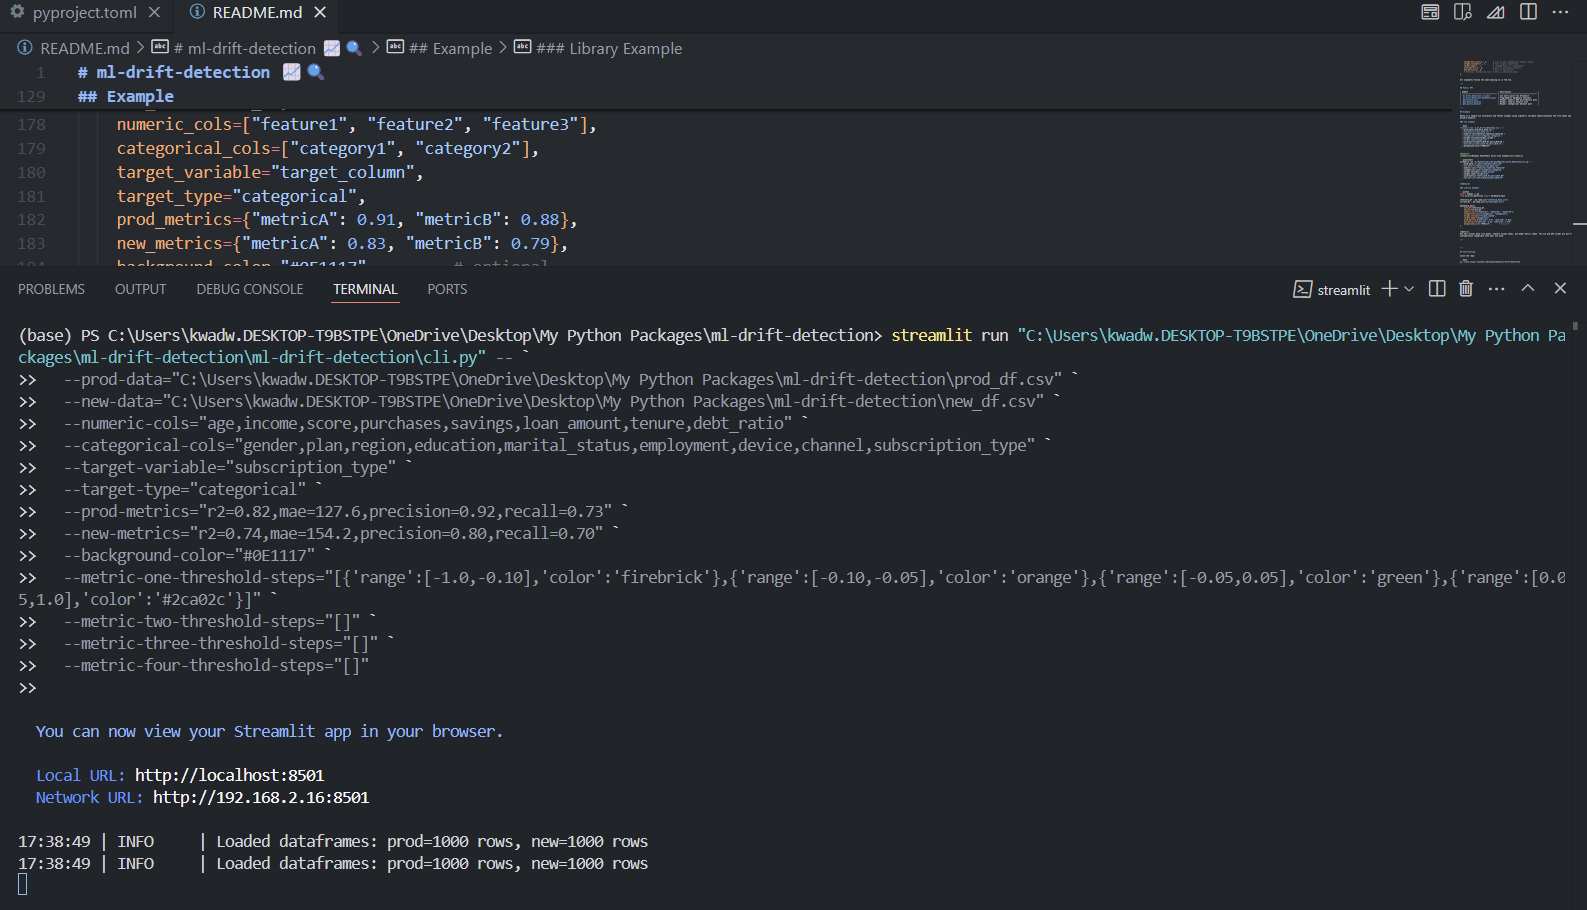 pyproject.toml
README.md
README.md > # ml-drift-detection > ## Example > ### Library Example
1 # ml-drift-detection
129 ## Example
178 numeric_cols=["feature1", "feature2", "feature3"],
179 categorical_cols=["category1", "category2"],
180 target_variable="target_column",
181 target_type="categorical",
182 prod_metrics={"metricA": 0.91, "metricB": 0.88},
183 new_metrics={"metricA": 0.83, "metricB": 0.79},
184 background_color="#0E1117" # optional
PROBLEMS OUTPUT DEBUG CONSOLE TERMINAL PORTS streamlit
(base) PS C:\Users\kwadw.DESKTOP-T9BSTPE\OneDrive\Desktop\My Python Packages\ml-drift-detection> streamlit run "C:\Users\kwadw.DESKTOP-T9BSTPE\OneDrive\Desktop\My Python Pa
ckages\ml-drift-detection\ml-drift-detection\cli.py" -- `
>> --prod-data="C:\Users\kwadw.DESKTOP-T9BSTPE\OneDrive\Desktop\My Python Packages\ml-drift-detection\prod_df.csv" `
>> --new-data="C:\Users\kwadw.DESKTOP-T9BSTPE\OneDrive\Desktop\My Python Packages\ml-drift-detection\new_df.csv" `
>> --numeric-cols="age,income,score,purchases,savings,loan_amount,tenure,debt_ratio" `
>> --categorical-cols="gender,plan,region,education,marital_status,employment,device,channel,subscription_type" `
>> --target-variable="subscription_type" `
>> --target-type="categorical" `
>> --prod-metrics="r2=0.82,mae=127.6,precision=0.92,recall=0.73" `
>> --new-metrics="r2=0.74,mae=154.2,precision=0.80,recall=0.70" `
>> --background-color="#0E1117" `
>> --metric-one-threshold-steps="[{'range':[-1.0,-0.10],'color':'firebrick'},{'range':[-0.10,-0.05],'color':'orange'},{'range':[-0.05,0.05],'color':'green'},{'range':[0.0
5,1.0],'color':'#2ca02c'}]" `
>> --metric-two-threshold-steps="[]" `
>> --metric-three-threshold-steps="[]" `
>> --metric-four-threshold-steps="[]"
>>
You can now view your Streamlit app in your browser.
Local URL: http://localhost:8501
Network URL: http://192.168.2.16:8501
17:38:49 | INFO | Loaded dataframes: prod=1000 rows, new=1000 rows
17:38:49 | INFO | Loaded dataframes: prod=1000 rows, new=1000 rows